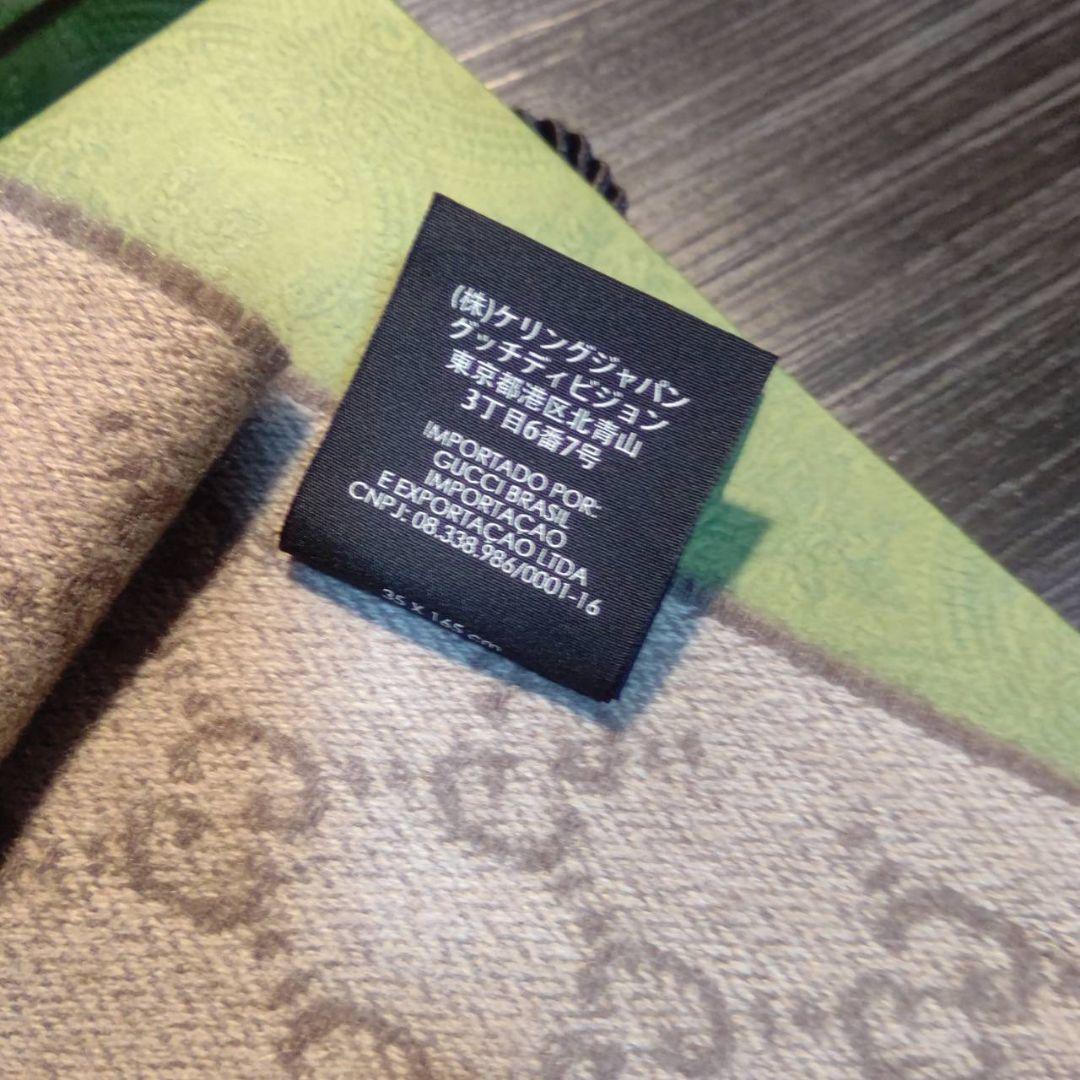 (株)ケリングジャパン
グッチディビジョン
東京都港区北青山
3丁目6番7号
IMPORTADO POR:
GUCCI BRASIL
IMPORTACAO
E EXPORTAÇAO LTDA
CNPJ: 08.338.986/0001-16
35 X 165 cm